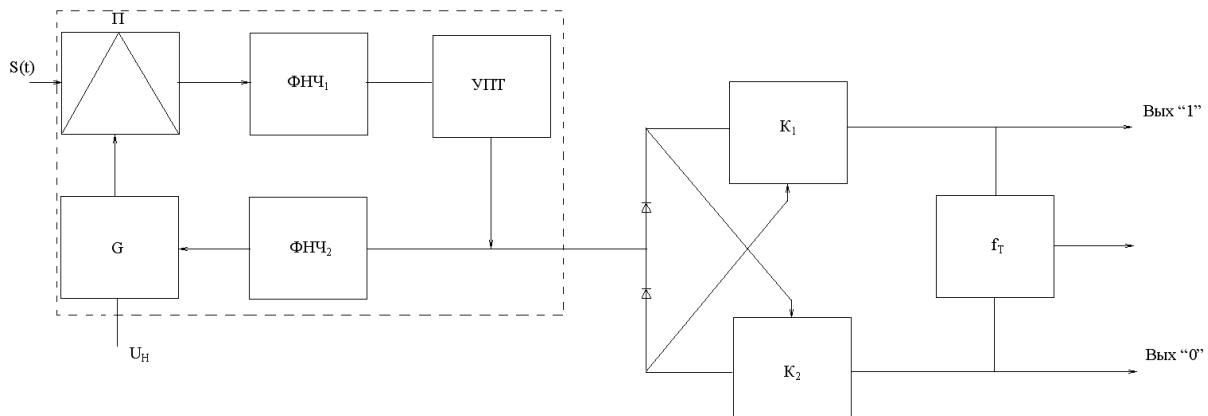 П
S(t)
ФНЧ₁
УПТ
G
ФНЧ₂
Uн
К₁
К₂
fт
Вых “1”
Вых “0”